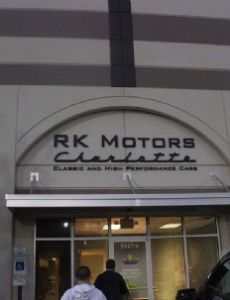 RK MOTORS
Charlotte
CLASSIC AND HIGH PERFORMANCE CARS